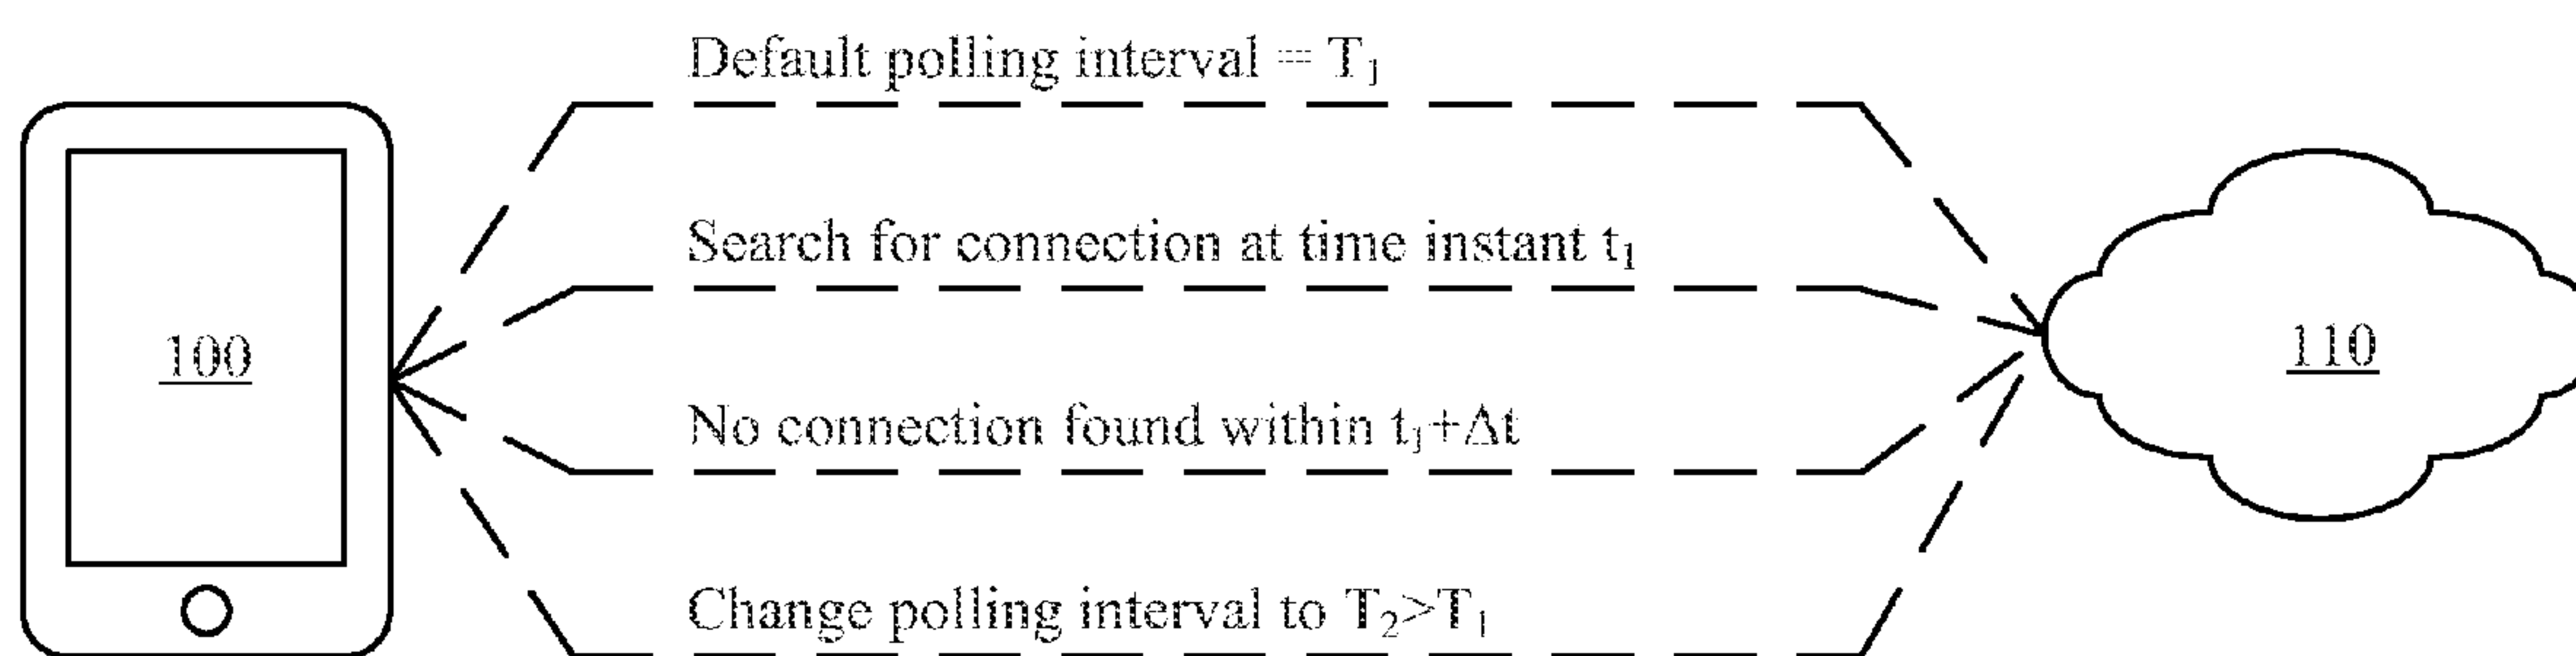 Default polling interval = T₁
Search for connection at time instant t₁
100
110
No connection found within t₁+Δt
Change polling interval to T₂>T₁